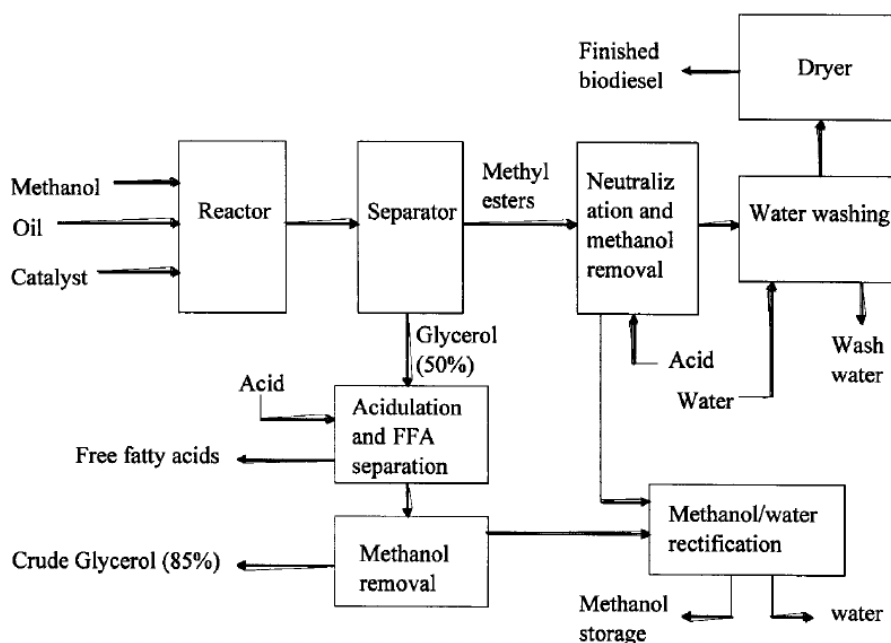 Finished
biodiesel
Dryer
Methanol
Oil
Catalyst
Reactor
Separator
Methyl
esters
Neutraliz
ation and
methanol
removal
Water washing
Glycerol
(50%)
Acid
Water
Wash
water
Acid
Acidulation
and FFA
separation
Free fatty acids
Methanol
removal
Crude Glycerol (85%)
Methanol/water
rectification
Methanol
storage
water